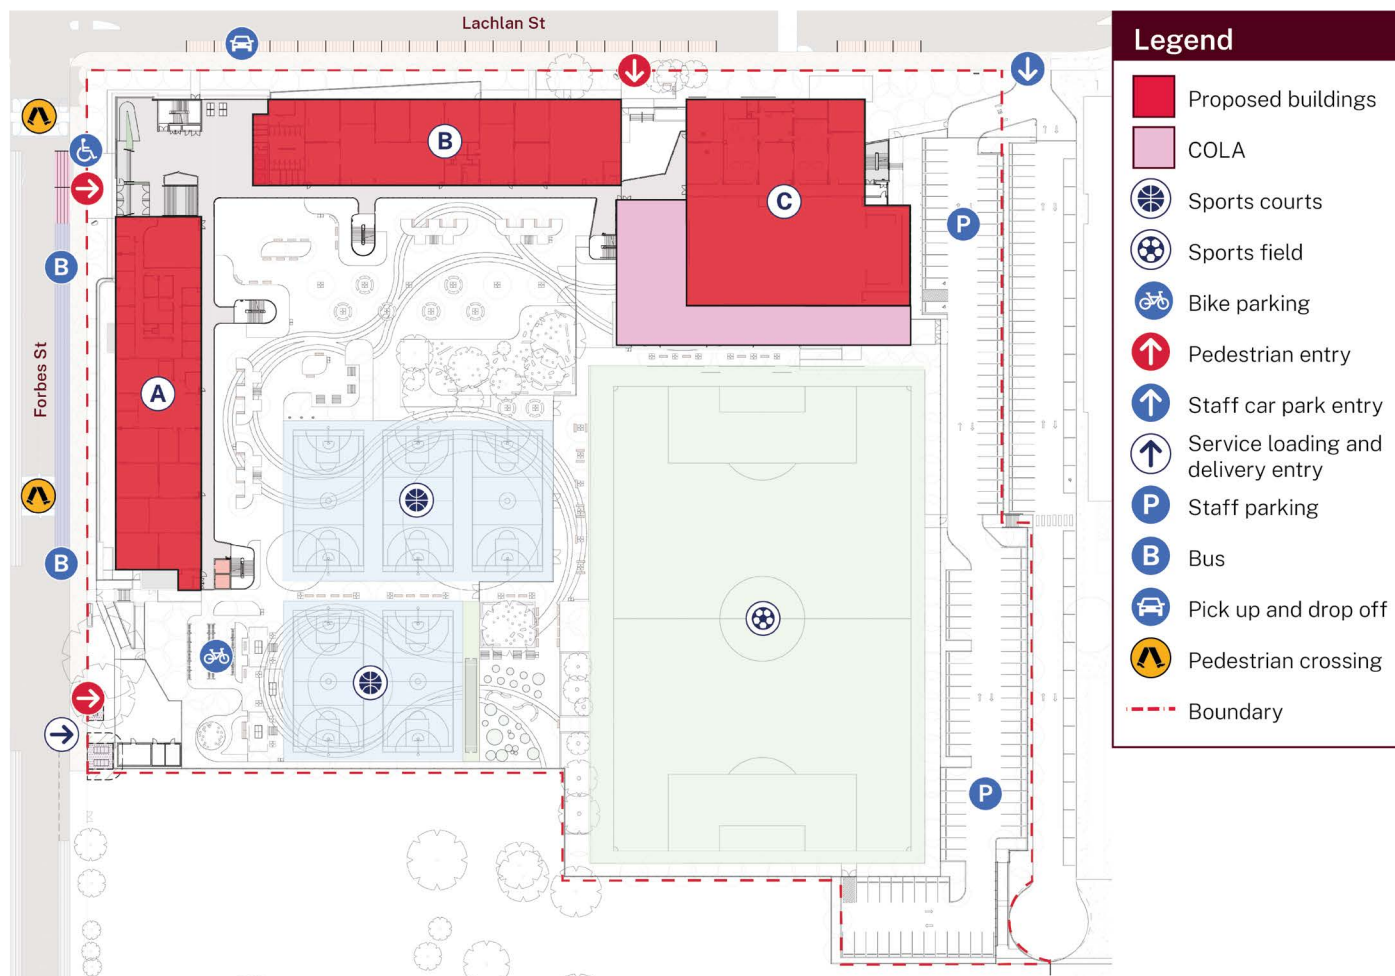 Lachlan St
Legend
Proposed buildings
COLA
Sports courts
Sports field
Bike parking
Pedestrian entry
Staff car park entry
Service loading and
delivery entry
P Staff parking
B Bus
Pick up and drop off
Pedestrian crossing
Boundary
B
C
P
B
Forbes St
A
B
P